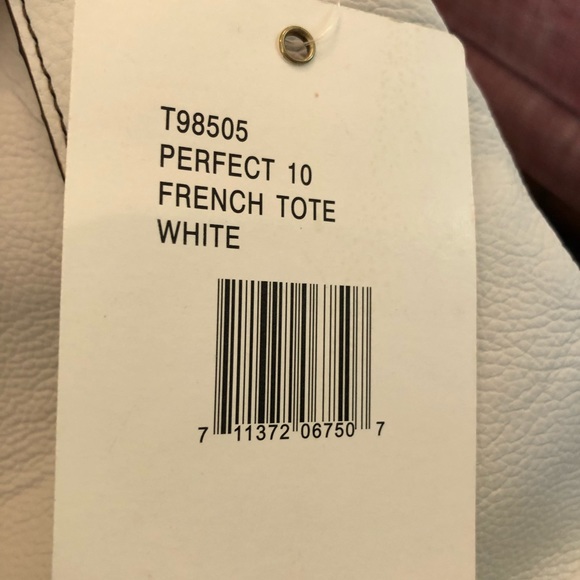 T98505
PERFECT 10
FRENCH TOTE
WHITE
7 11372 06750 7